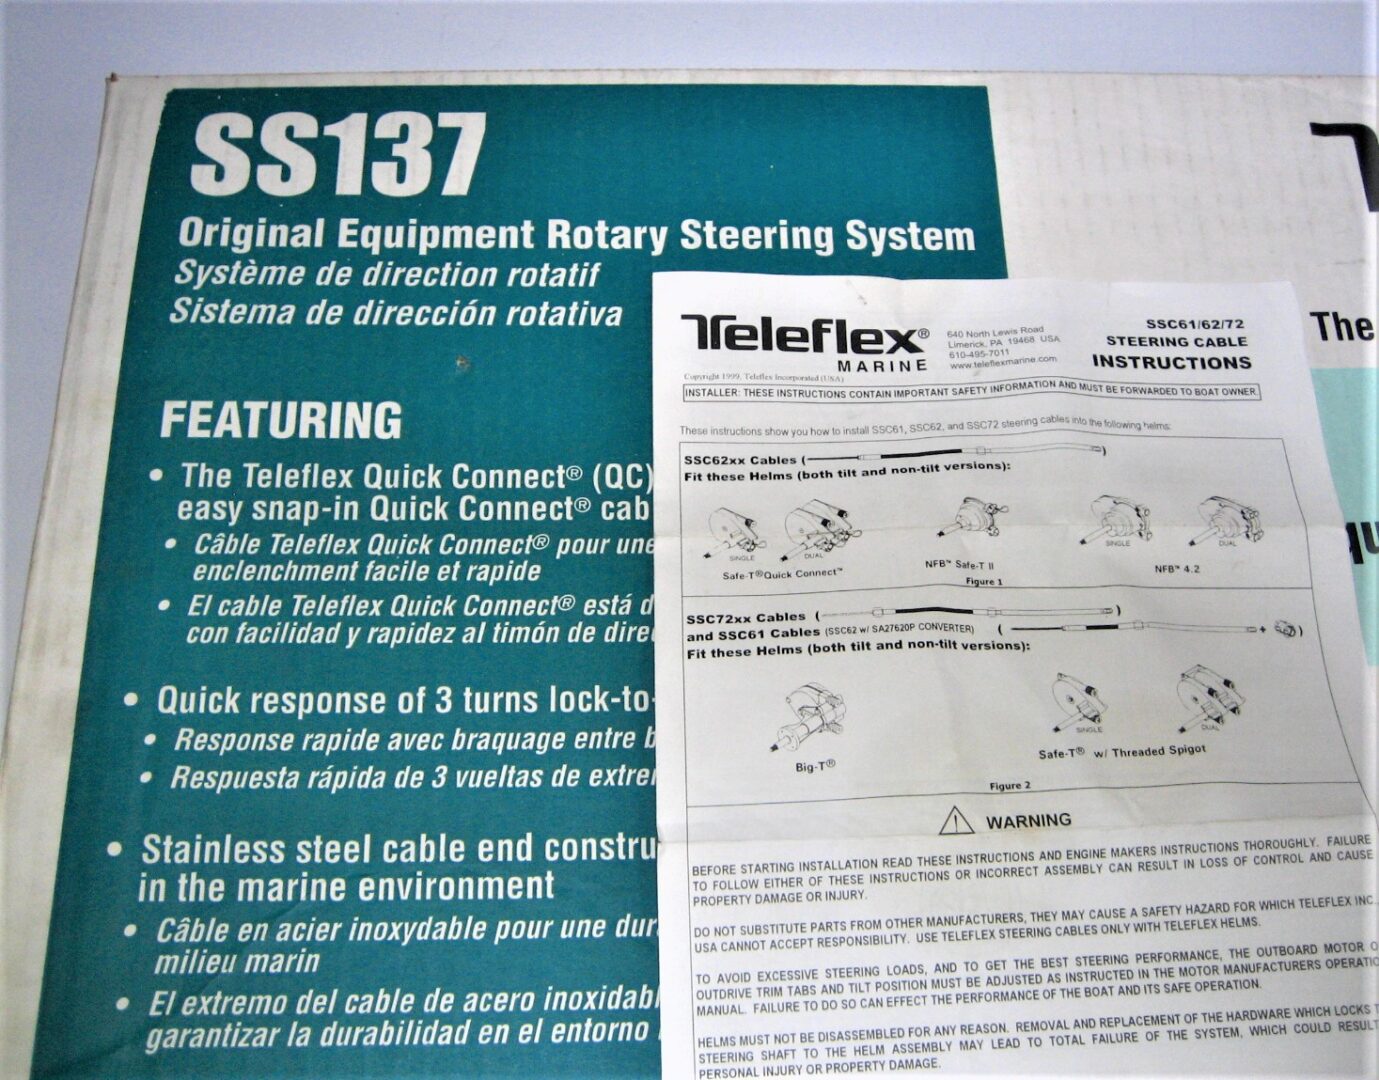 SS137
Original Equipment Rotary Steering System
Système de direction rotatif
Sistema de dirección rotativa
FEATURING
• The Teleflex Quick Connect® (QC)
easy snap-in Quick Connect® cab
• Câble Teleflex Quick Connect® pour une
enclenchment facile et rapide
• El cable Teleflex Quick Connect® está d
con facilidad y rapidez al timón de dire
• Quick response of 3 turns lock-to-
• Response rapide avec braquage entre b
• Respuesta rápida de 3 vueltas de extre
• Stainless steel cable end constru
in the marine environment
• Câble en acier inoxydable pour une dur
milieu marin
• El extremo del cable de acero inoxidabl
garantizar la durabilidad en el entorno
The
qu
Teleflex®
MARINE
640 North Lewis Road
Limerick, PA 19468 USA
610-495-7011
www.teleflexmarine.com
SSC61/62/72
STEERING CABLE
INSTRUCTIONS
Copyright 1999, Teleflex Incorporated (USA)
INSTALLER: THESE INSTRUCTIONS CONTAIN IMPORTANT SAFETY INFORMATION AND MUST BE FORWARDED TO BOAT OWNER.
These instructions show you how to install SSC61, SSC62, and SSC72 steering cables into the following helms:
SSC62xx Cables ( )
Fit these Helms (both tilt and non-tilt versions):
SINGLE DUAL SINGLE DUAL
Safe-T®Quick Connect™ NFB™ Safe-T II NFB™ 4.2
Figure 1
SSC72xx Cables ( )
and SSC61 Cables (SSC62 w/ SA27620P CONVERTER) ( + )
Fit these Helms (both tilt and non-tilt versions):
SINGLE DUAL
Big-T® Safe-T® w/ Threaded Spigot
Figure 2
WARNING
BEFORE STARTING INSTALLATION READ THESE INSTRUCTIONS AND ENGINE MAKERS INSTRUCTIONS THOROUGHLY. FAILURE
TO FOLLOW EITHER OF THESE INSTRUCTIONS OR INCORRECT ASSEMBLY CAN RESULT IN LOSS OF CONTROL AND CAUSE
PROPERTY DAMAGE OR INJURY.
DO NOT SUBSTITUTE PARTS FROM OTHER MANUFACTURERS, THEY MAY CAUSE A SAFETY HAZARD FOR WHICH TELEFLEX INC.
USA CANNOT ACCEPT RESPONSIBILITY. USE TELEFLEX STEERING CABLES ONLY WITH TELEFLEX HELMS.
TO AVOID EXCESSIVE STEERING LOADS, AND TO GET THE BEST STEERING PERFORMANCE, THE OUTBOARD MOTOR O
OUTDRIVE TRIM TABS AND TILT POSITION MUST BE ADJUSTED AS INSTRUCTED IN THE MOTOR MANUFACTURERS OPERATIO
MANUAL. FAILURE TO DO SO CAN EFFECT THE PERFORMANCE OF THE BOAT AND ITS SAFE OPERATION.
HELMS MUST NOT BE DISASSEMBLED FOR ANY REASON. REMOVAL AND REPLACEMENT OF THE HARDWARE WHICH LOCKS T
STEERING SHAFT TO THE HELM ASSEMBLY MAY LEAD TO TOTAL FAILURE OF THE SYSTEM, WHICH COULD RESULT
PERSONAL INJURY OR PROPERTY DAMAGE.